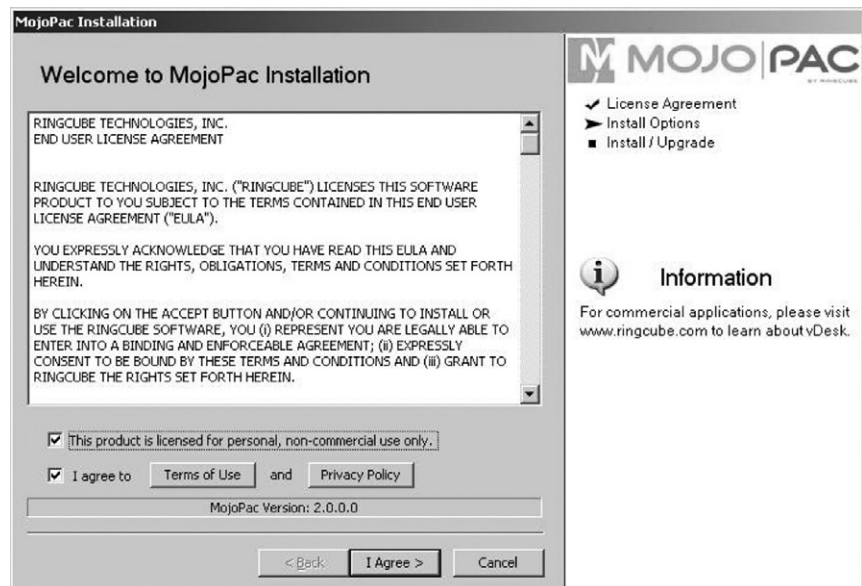 MojoPac Installation
Welcome to MojoPac Installation
RINGCUBE TECHNOLOGIES, INC.
END USER LICENSE AGREEMENT
RINGCUBE TECHNOLOGIES, INC. ("RINGCUBE") LICENSES THIS SOFTWARE
PRODUCT TO YOU SUBJECT TO THE TERMS CONTAINED IN THIS END USER
LICENSE AGREEMENT ("EULA").
YOU EXPRESSLY ACKNOWLEDGE THAT YOU HAVE READ THIS EULA AND
UNDERSTAND THE RIGHTS, OBLIGATIONS, TERMS AND CONDITIONS SET FORTH
HEREIN.
BY CLICKING ON THE ACCEPT BUTTON AND/OR CONTINUING TO INSTALL OR
USE THE RINGCUBE SOFTWARE, YOU (i) REPRESENT YOU ARE LEGALLY ABLE TO
ENTER INTO A BINDING AND ENFORCEABLE AGREEMENT; (ii) EXPRESSLY
CONSENT TO BE BOUND BY THESE TERMS AND CONDITIONS AND (iii) GRANT TO
RINGCUBE THE RIGHTS SET FORTH HEREIN.
This product is licensed for personal, non-commercial use only.
I agree to Terms of Use and Privacy Policy
MojoPac Version: 2.0.0.0
< Back I Agree > Cancel
MOJO PAC
BY RINGCUBE
License Agreement
Install Options
Install / Upgrade
Information
For commercial applications, please visit
www.ringcube.com to learn about vDesk.